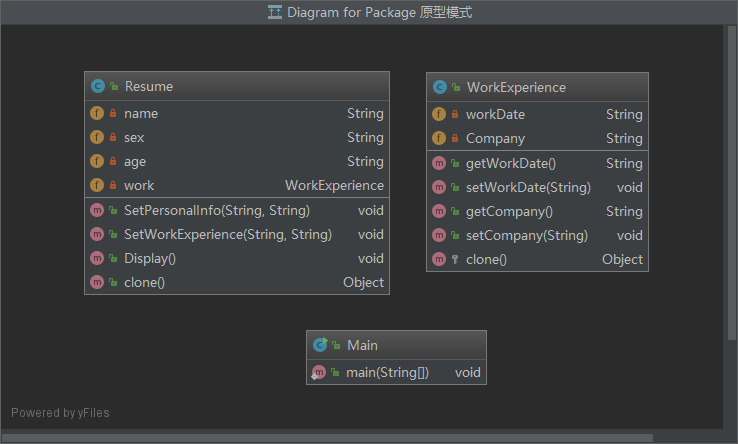 Diagram for Package 原型模式
Resume
name String
sex String
age String
work WorkExperience
SetPersonalInfo(String, String) void
SetWorkExperience(String, String) void
Display() void
clone() Object
WorkExperience
workDate String
Company String
getWorkDate() String
setWorkDate(String) void
getCompany() String
setCompany(String) void
clone() Object
Main
main(String[]) void
Powered by yFiles